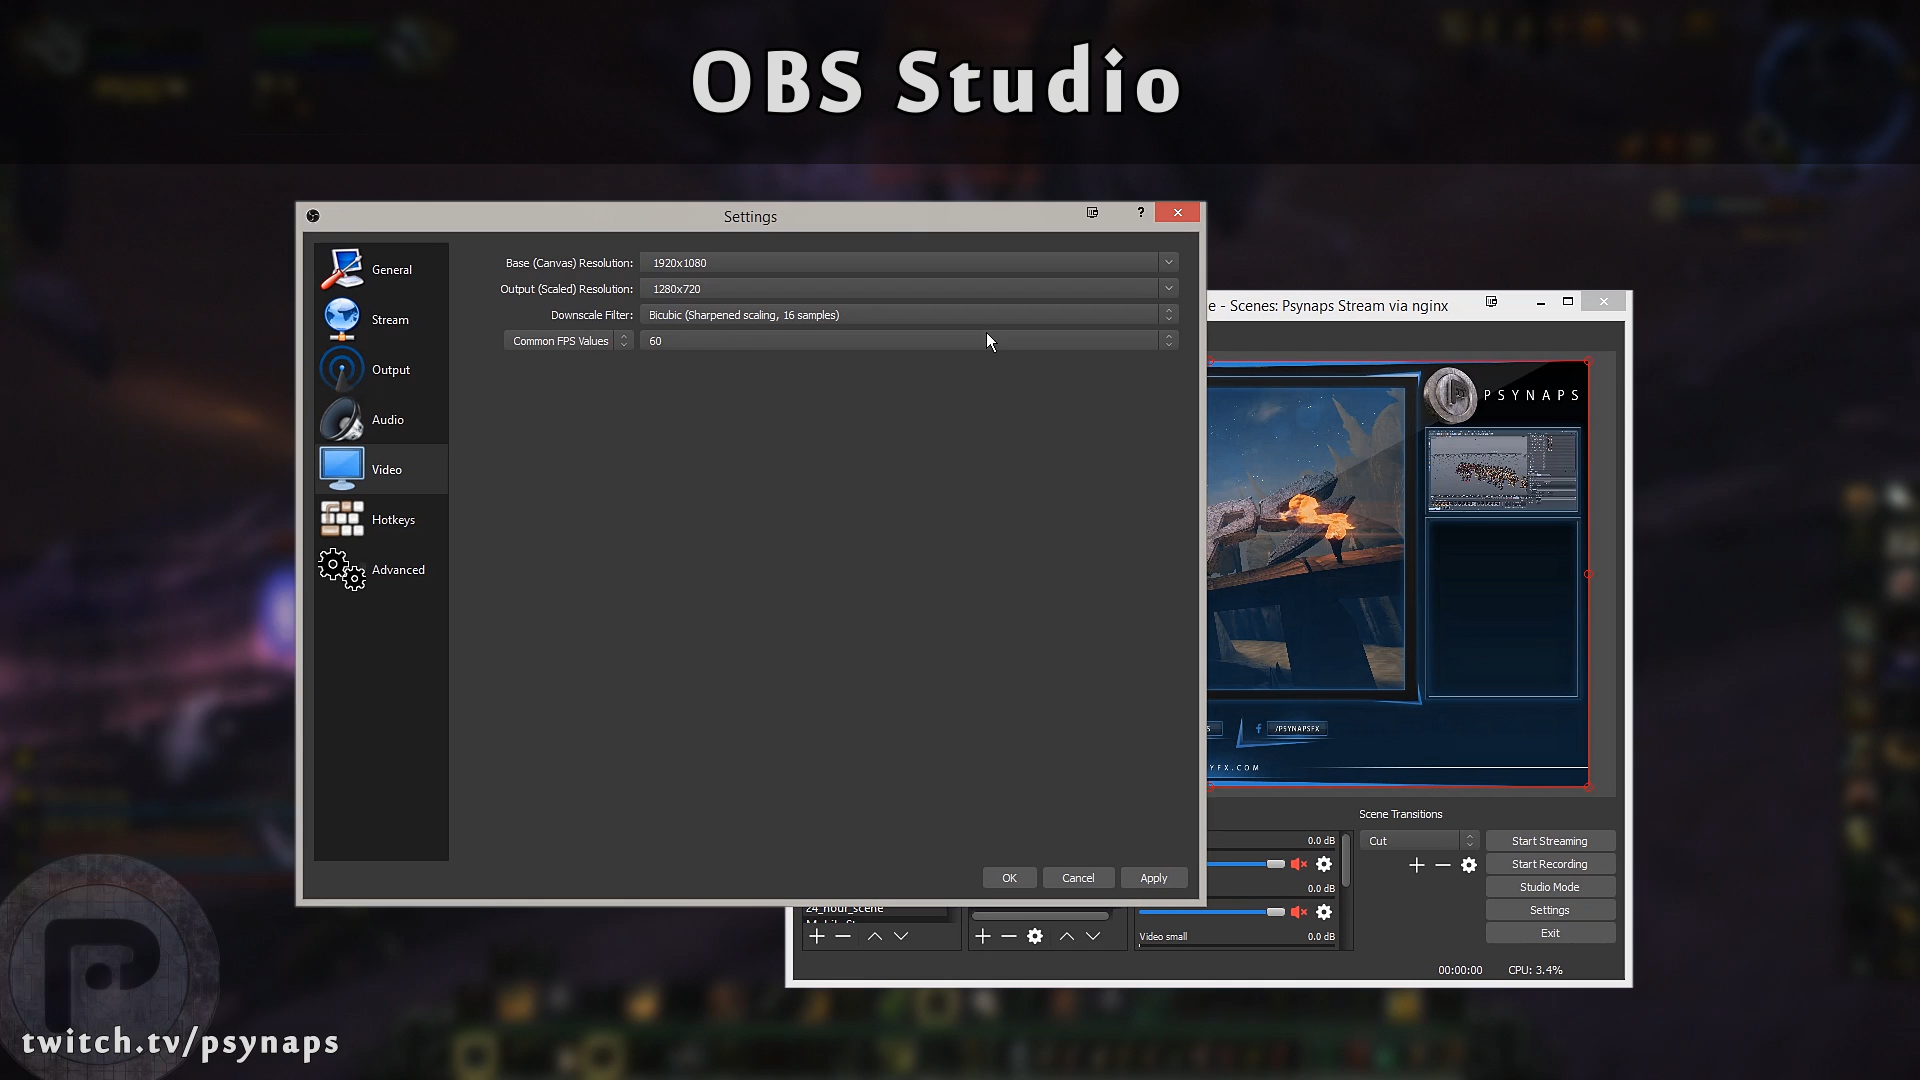 OBS Studio
Settings
?
General
Stream
Output
Audio
Video
Hotkeys
Advanced
Base (Canvas) Resolution: 1920x1080
Output (Scaled) Resolution: 1280x720
Downscale Filter: Bicubic (Sharpened scaling, 16 samples)
Common FPS Values 60
OK Cancel Apply
e - Scenes: Psynaps Stream via nginx
PSYNAPS
/PSYNAPSFX
YFX.COM
Scene Transitions
0.0 dB
Cut
Start Streaming
Start Recording
0.0 dB
Studio Mode
24_hour_scene
Settings
Video small 0.0 dB
Exit
00:00:00 CPU: 3.4%
twitch.tv/psynaps